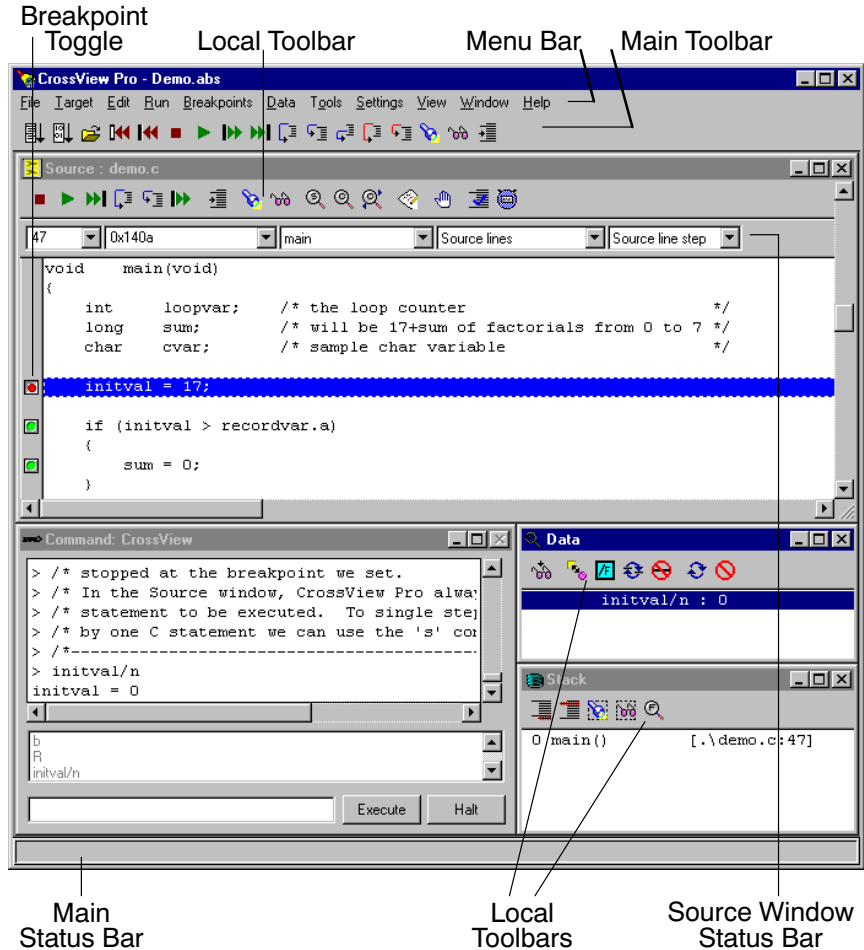 Breakpoint
Toggle
Local Toolbar
Menu Bar
Main Toolbar
CrossView Pro - Demo.abs
File Target Edit Run Breakpoints Data Tools Settings View Window Help
Source : demo.c
47 0x140a main Source lines Source line step
void main(void)
{
int loopvar; /* the loop counter */
long sum; /* will be 17+sum of factorials from 0 to 7 */
char cvar; /* sample char variable */
initval = 17;
if (initval > recordvar.a)
{
sum = 0;
}
Command: CrossView
> /* stopped at the breakpoint we set.
> /* In the Source window, CrossView Pro alway
> /* statement to be executed. To single step
> /* by one C statement we can use the 's' com
> /*-----------------------------------------
> initval/n
initval = 0
b
R
initval/n
Execute Halt
Data
initval/n : 0
Stack
0 main() [.\demo.c:47]
Main
Status Bar
Local
Toolbars
Source Window
Status Bar